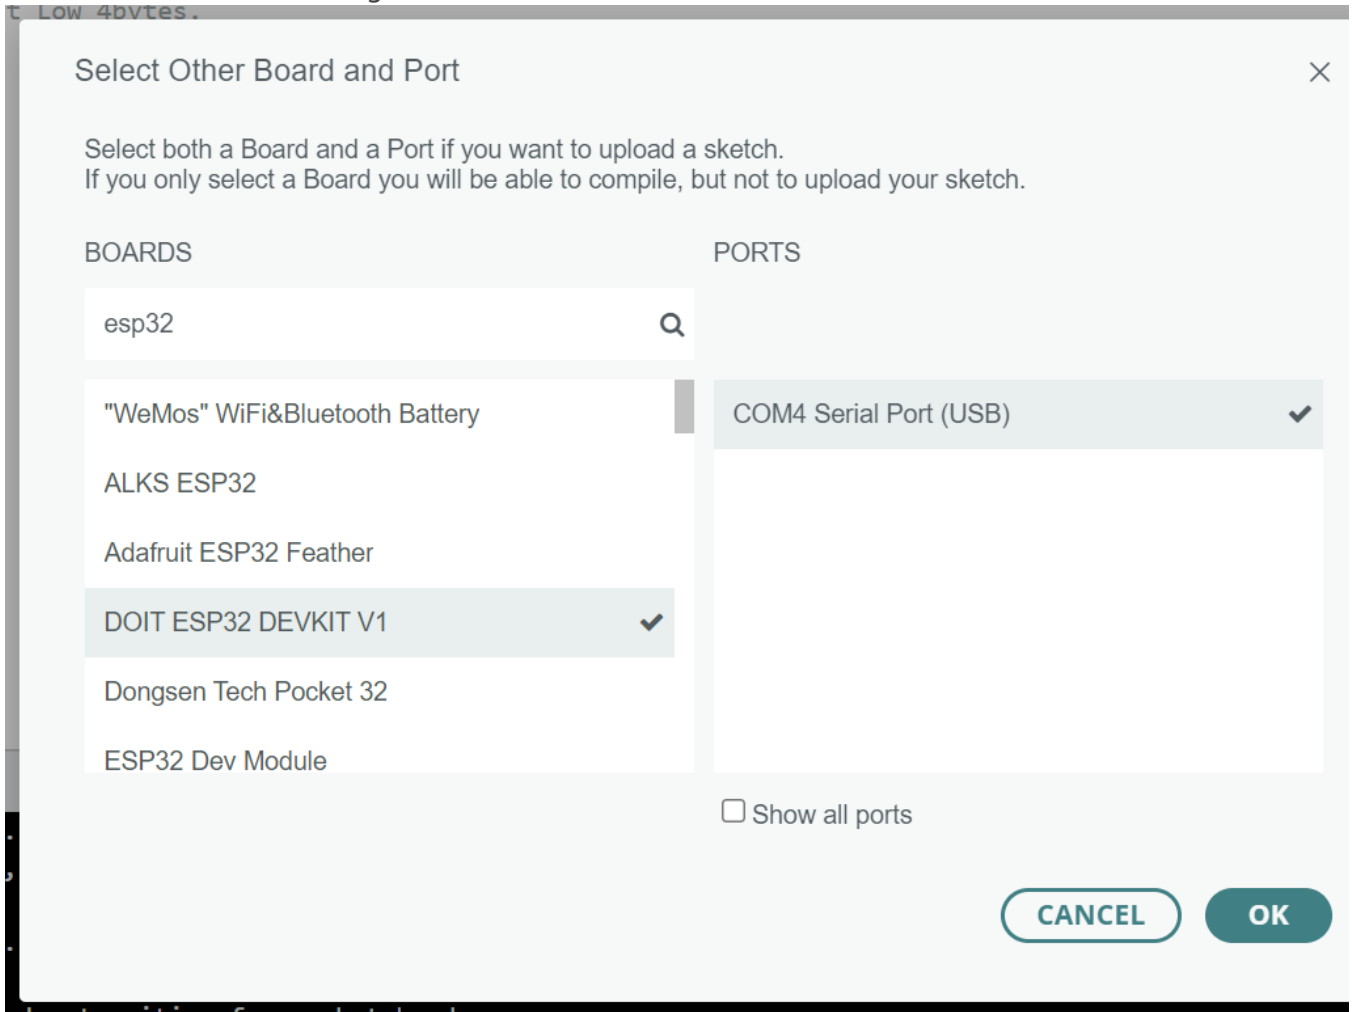 t Low 4bytes.
Select Other Board and Port
Select both a Board and a Port if you want to upload a sketch.
If you only select a Board you will be able to compile, but not to upload your sketch.
BOARDS
PORTS
esp32
"WeMos" WiFi&Bluetooth Battery
ALKS ESP32
Adafruit ESP32 Feather
DOIT ESP32 DEVKIT V1
Dongsen Tech Pocket 32
ESP32 Dev Module
COM4 Serial Port (USB)
Show all ports
CANCEL
OK